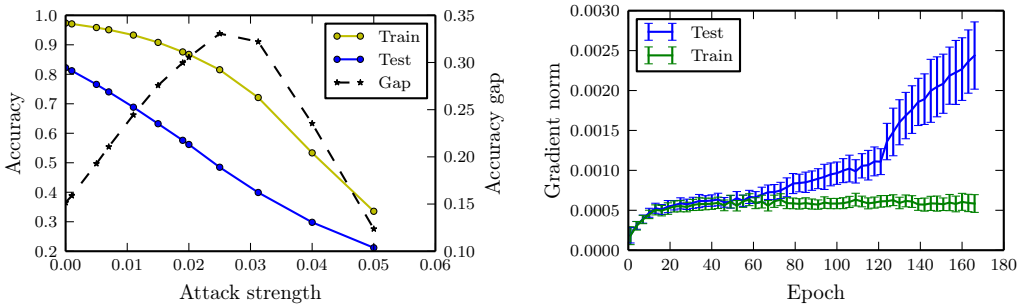 1.0
0.9
0.8
0.7
0.6
0.5
0.4
0.3
0.2
Accuracy
0.00 0.01 0.02 0.03 0.04 0.05 0.06
Attack strength
0.35
0.30
0.25
0.20
0.15
0.10
Accuracy gap
Train
Test
Gap
0.0030
0.0025
0.0020
0.0015
0.0010
0.0005
0.0000
Gradient norm
0 20 40 60 80 100 120 140 160 180
Epoch
Test
Train